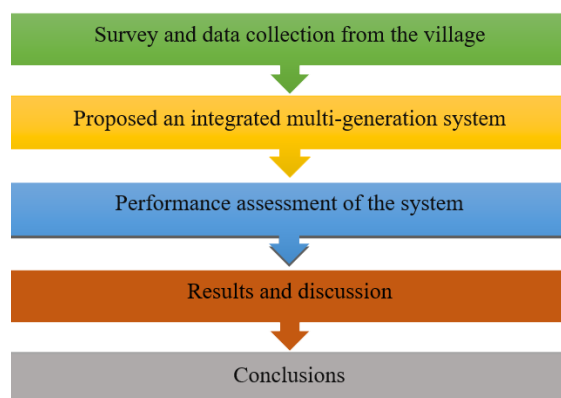 Survey and data collection from the village
Proposed an integrated multi-generation system
Performance assessment of the system
Results and discussion
Conclusions